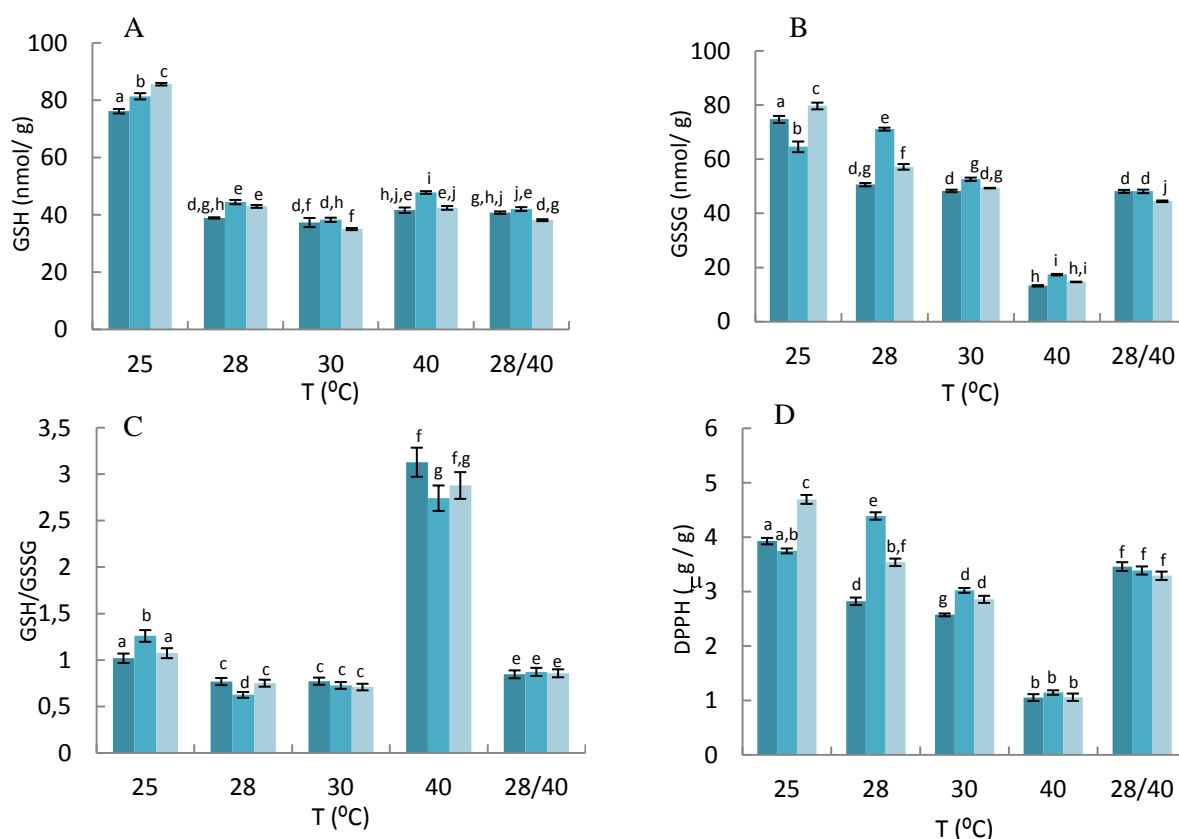 A
GSH (nmol/ g)
100
80
60
40
20
0
a b c
d,g,h e e
d,f d,h f
h,j,e i e,j
g,h,j j,e d,g
25 28 30 40 28/40
T (⁰C)
B
GSSG (nmol/ g)
100
80
60
40
20
0
a b c
d,g e f
d g d,g
h i h,i
d d j
25 28 30 40 28/40
T (⁰C)
C
GSH/GSSG
3,5
3
2,5
2
1,5
1
0,5
0
a b a
c d c
c c c
f g f,g
e e e
25 28 30 40 28/40
T (⁰C)
D
DPPH ( μg / g)
6
5
4
3
2
1
0
a a,b c
d e b,f
g d d
b b b
f f f
25 28 30 40 28/40
T (⁰C)